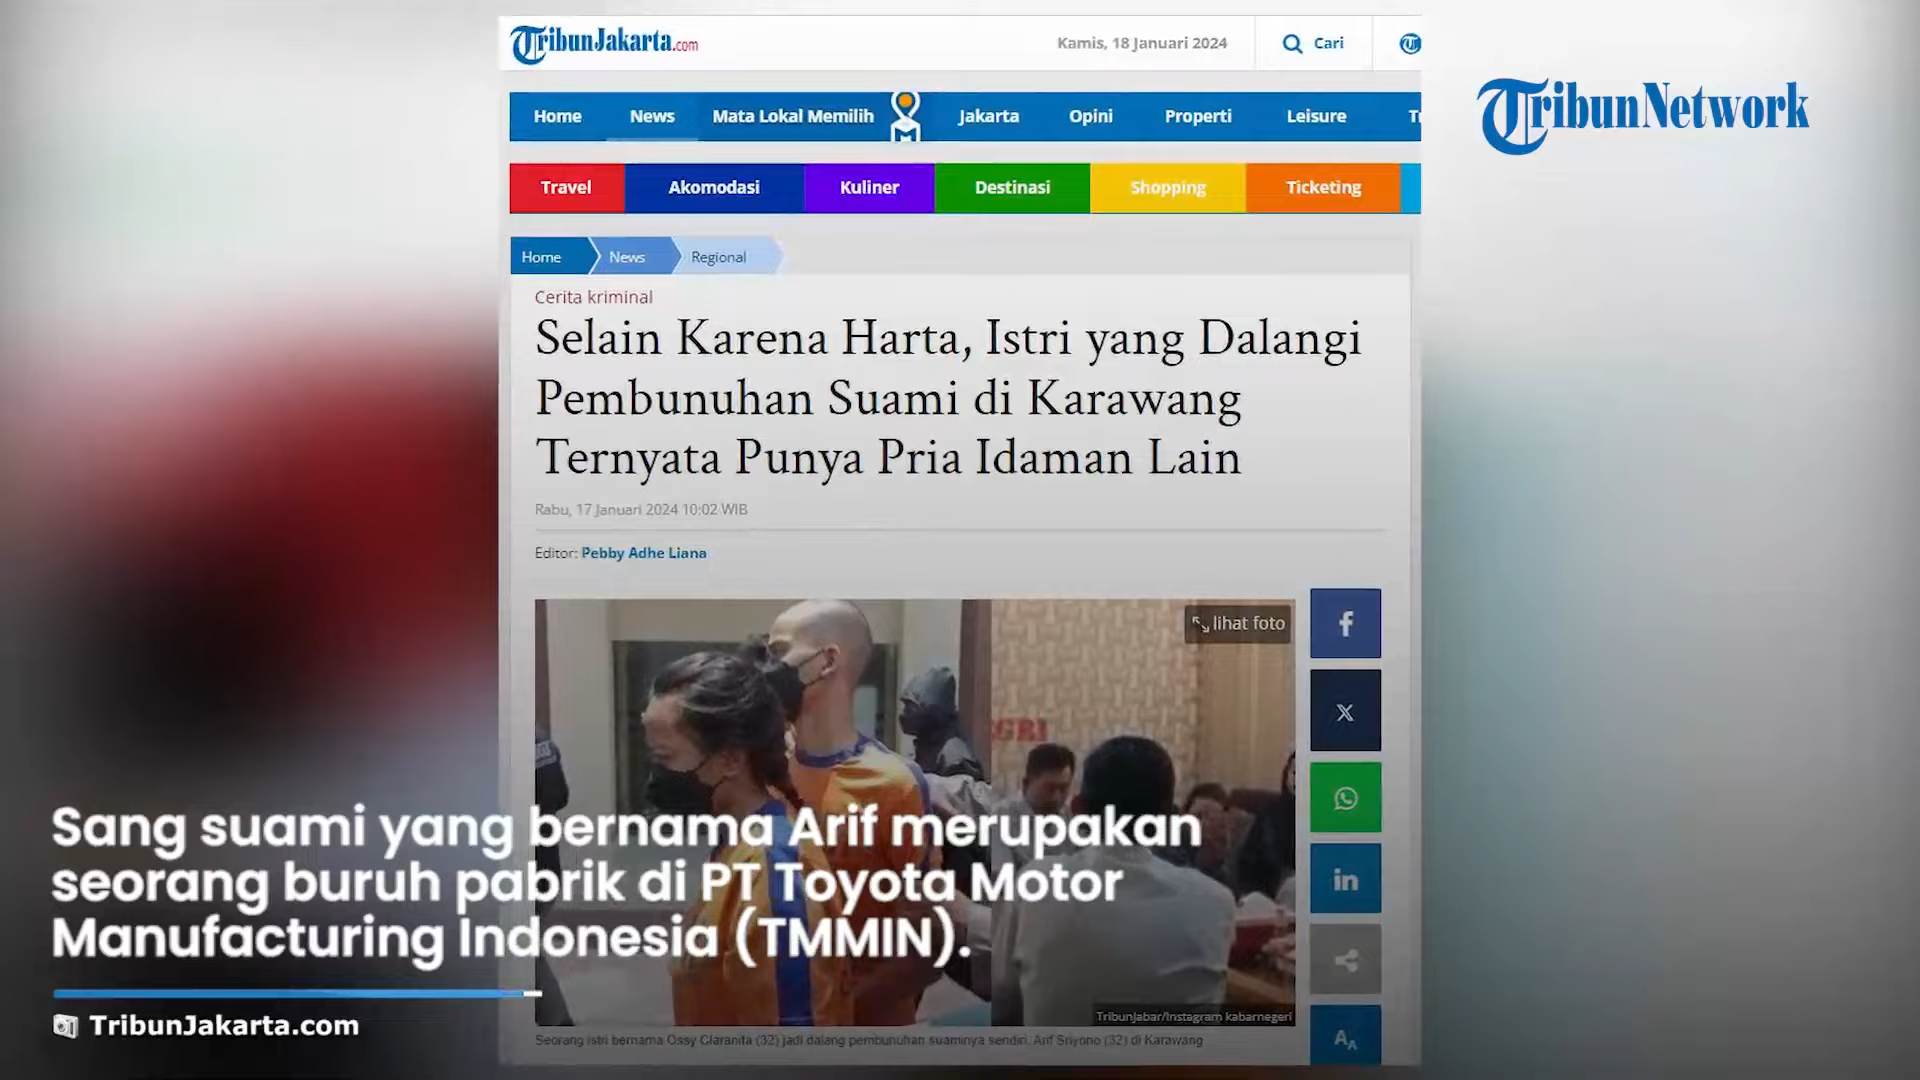 TribunJakarta.com
Kamis, 18 Januari 2024
Cari
TribunNetwork
Home News Mata Lokal Memilih Jakarta Opini Properti Leisure
Travel Akomodasi Kuliner Destinasi Shopping Ticketing
Home News Regional
Cerita kriminal
Selain Karena Harta, Istri yang Dalangi
Pembunuhan Suami di Karawang
Ternyata Punya Pria Idaman Lain
Rabu, 17 Januari 2024 10:02 WIB
Editor: Pebby Adhe Liana
lihat foto
Sang suami yang bernama Arif merupakan
seorang buruh pabrik di PT Toyota Motor
Manufacturing Indonesia (TMMIN).
TribunJabar/Instagram kabarnegeri
TribunJakarta.com
Seorang istri bernama Ossy Claranita (32) jadi dalang pembunuhan suaminya sendiri, Arif Sriyono (32) di Karawang